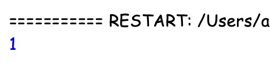 =========== RESTART: /Users/a
1